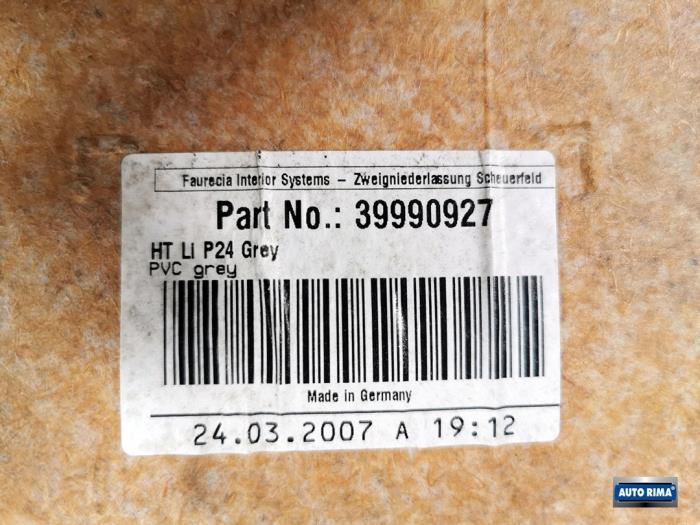 Faurecia Interior Systems - Zweigniederlassung Scheuerfeld
Part No.: 39990927
HT Li P24 Grey
PVC grey
Made in Germany
24.03.2007 A 19:12
AUTO RIMA®